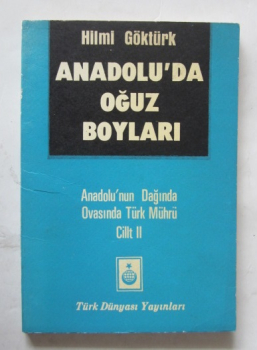 Hilmi Göktürk
ANADOLU'DA
OĞUZ
BOYLARI
Anadolu'nun Dağında
Ovasında Türk Mührü
Cilt II
Türk Dünyası Yayınları